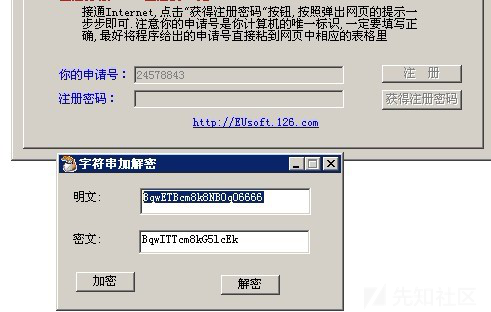 接通Internet,点击"获得注册密码"按钮,按照弹出网页的提示一
步步即可.注意你的申请号是你计算机的唯一标识,一定要填写正
确,最好将程序给出的申请号直接粘到网页中相应的表格里
你的申请号: 24578843 注 册
注册密码: 获得注册密码
http://EUsoft.126.com
字符串加解密
明文: 8qwETBcm8k8NBOqO6666
密文: BqwITTcm8kG5lcEk
加密 解密
先知社区